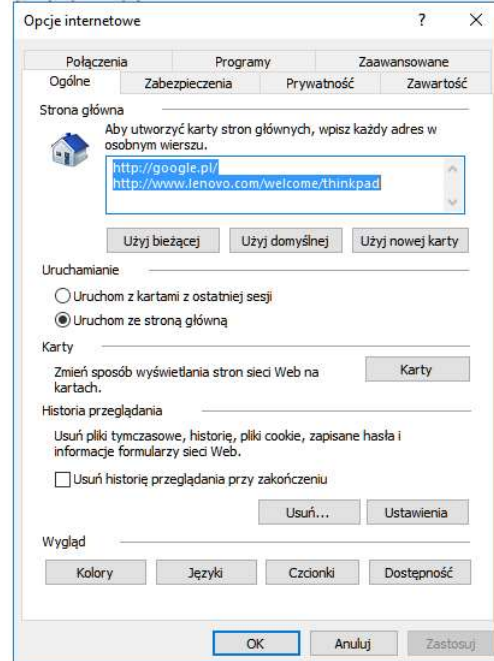 Opcje internetowe
Połączenia Programy Zaawansowane
Ogólne Zabezpieczenia Prywatność Zawartość
Strona główna
Aby utworzyć karty stron głównych, wpisz każdy adres w
osobnym wierszu.
http://google.pl/
http://www.lenovo.com/welcome/thinkpad
Użyj bieżącej Użyj domyślnej Użyj nowej karty
Uruchamianie
Uruchom z kartami z ostatniej sesji
Uruchom ze stroną główną
Karty
Zmień sposób wyświetlania stron sieci Web na Karty
kartach.
Historia przeglądania
Usuń pliki tymczasowe, historię, pliki cookie, zapisane hasła i
informacje formularzy sieci Web.
Usuń historię przeglądania przy zakończeniu
Usuń... Ustawienia
Wygląd
Kolory Języki Czcionki Dostępność
OK Anuluj Zastosuj